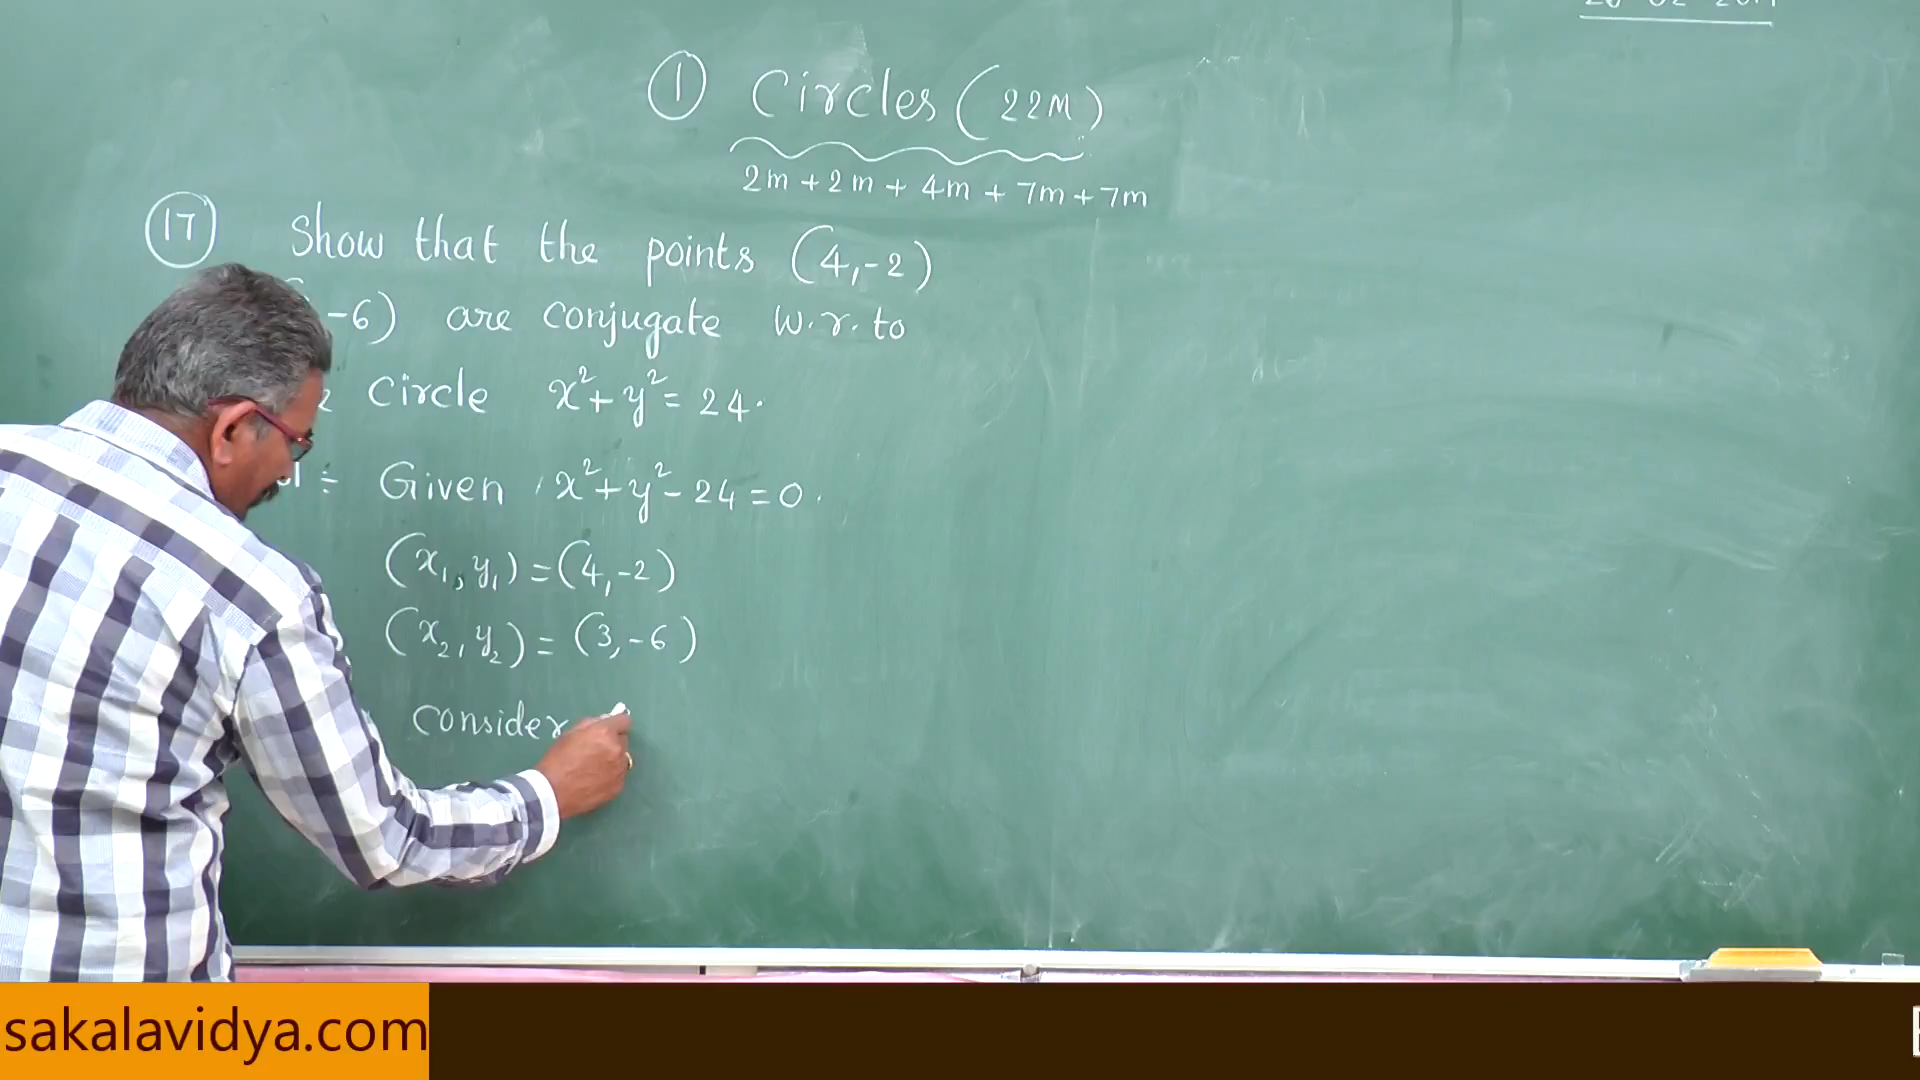 ① Circles (22M)
2m + 2m + 4m + 7m + 7m
⑰ Show that the points (4,-2)
-6) are conjugate w.r.to
Circle x²+y²=24.
Given x²+y²-24=0.
(x₁,y₁)=(4,-2)
(x₂,y₂)=(3,-6)
Consider
sakalavidya.com